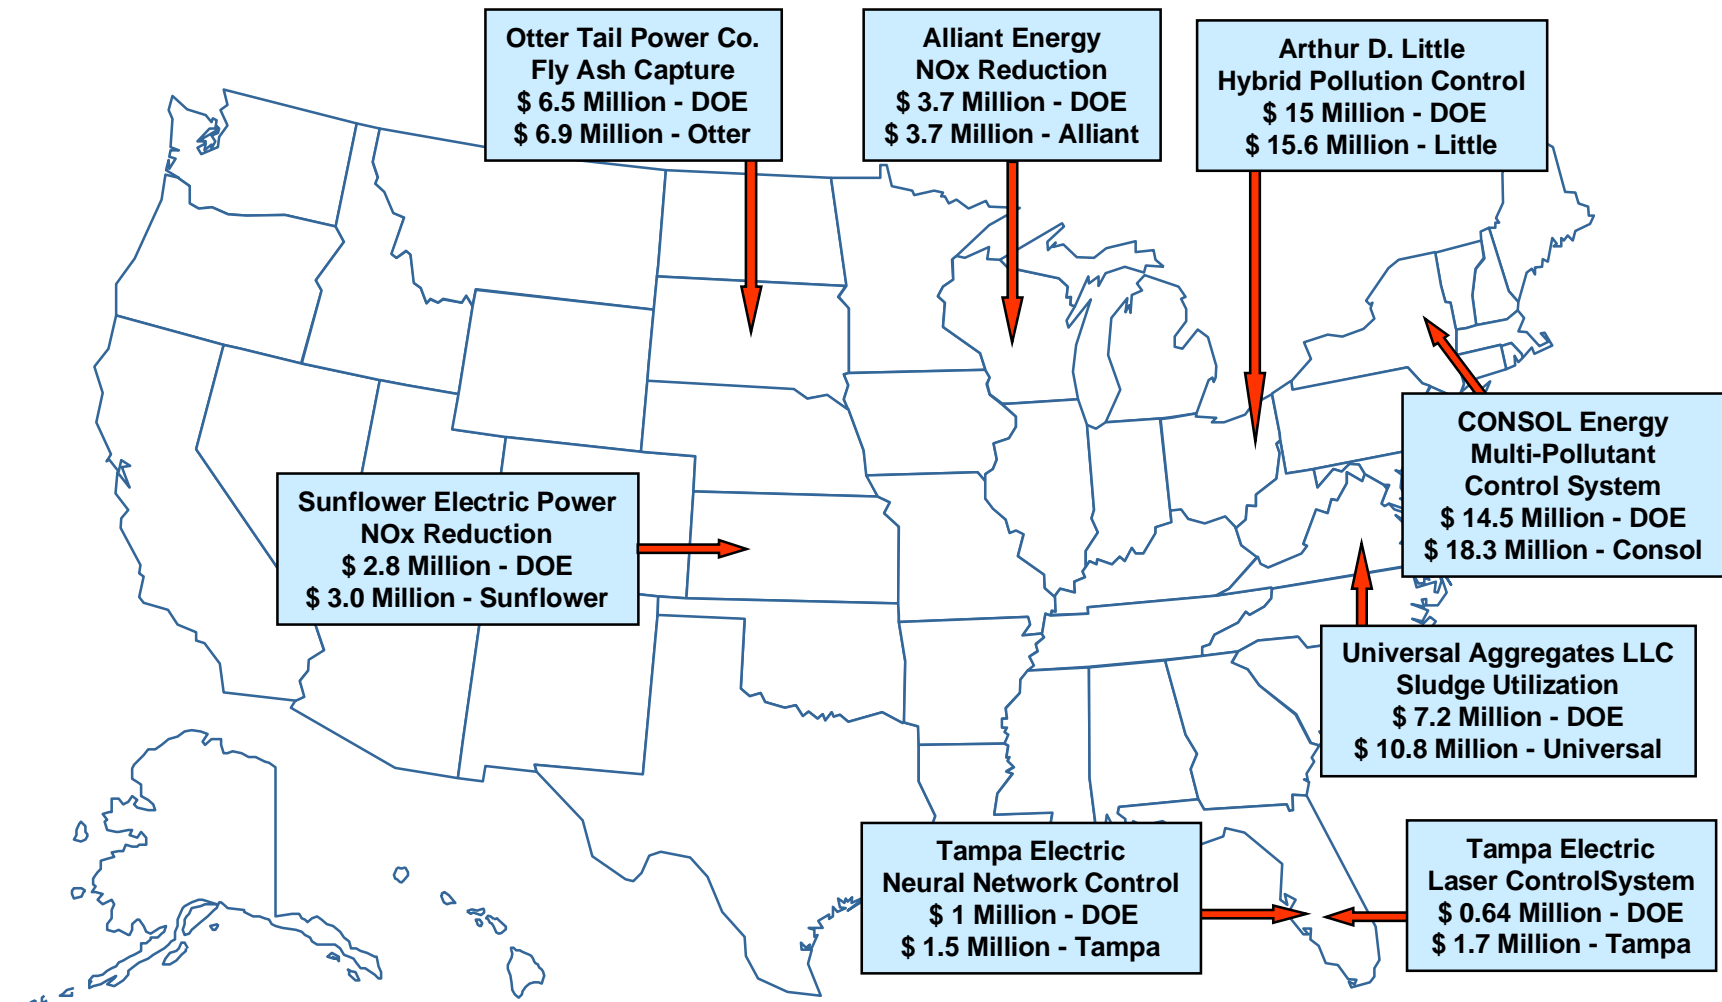 Otter Tail Power Co.
Fly Ash Capture
$ 6.5 Million - DOE
$ 6.9 Million - Otter
Alliant Energy
NOx Reduction
$ 3.7 Million - DOE
$ 3.7 Million - Alliant
Arthur D. Little
Hybrid Pollution Control
$ 15 Million - DOE
$ 15.6 Million - Little
CONSOL Energy
Multi-Pollutant
Control System
$ 14.5 Million - DOE
$ 18.3 Million - Consol
Sunflower Electric Power
NOx Reduction
$ 2.8 Million - DOE
$ 3.0 Million - Sunflower
Universal Aggregates LLC
Sludge Utilization
$ 7.2 Million - DOE
$ 10.8 Million - Universal
Tampa Electric
Neural Network Control
$ 1 Million - DOE
$ 1.5 Million - Tampa
Tampa Electric
Laser ControlSystem
$ 0.64 Million - DOE
$ 1.7 Million - Tampa